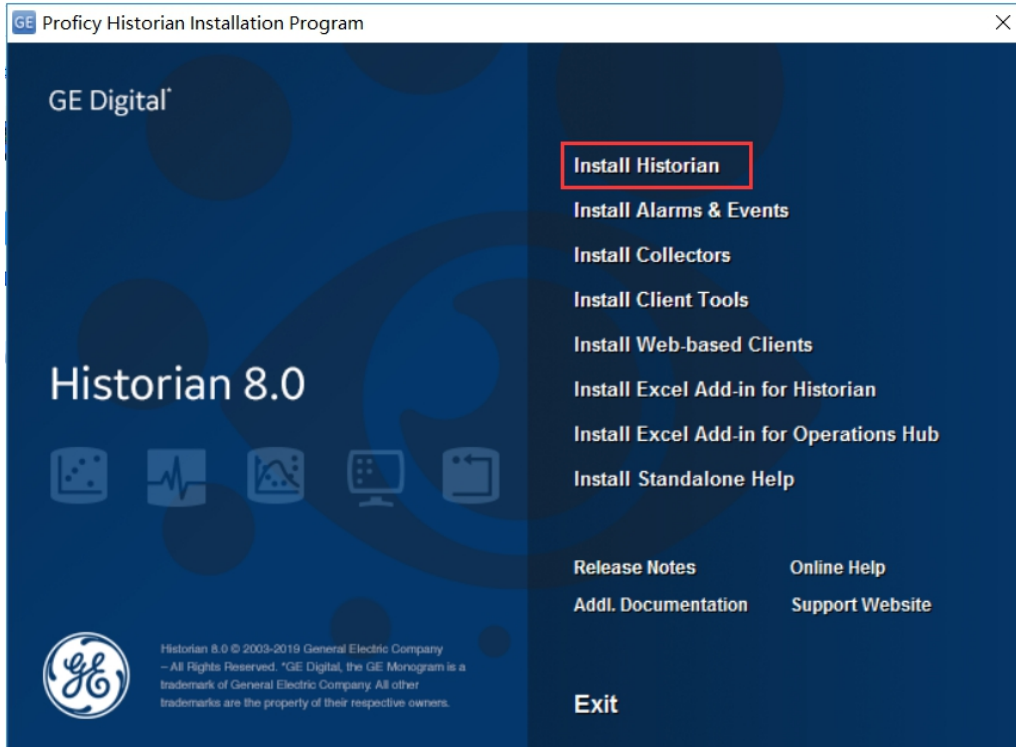 GE Proficy Historian Installation Program
GE Digital*
Install Historian
Install Alarms & Events
Install Collectors
Install Client Tools
Install Web-based Clients
Historian 8.0
Install Excel Add-in for Historian
Install Excel Add-in for Operations Hub
Install Standalone Help
Release Notes Online Help
Addl. Documentation Support Website
GE
Historian 8.0 © 2003-2019 General Electric Company
– All Rights Reserved. *GE Digital, the GE Monogram is a
trademark of General Electric Company. All other
trademarks are the property of their respective owners.
Exit